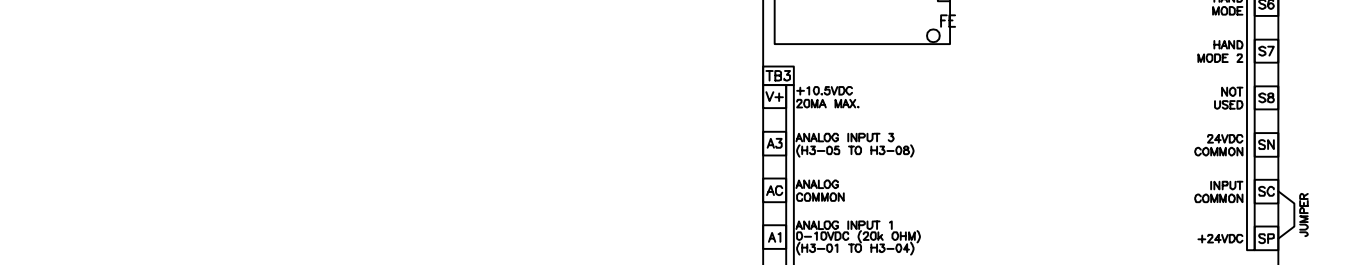 HAND
MODE
S6
FE
HAND
MODE 2
S7
TB3
V+
+10.5VDC
20MA MAX.
NOT
USED
S8
A3
ANALOG INPUT 3
(H3-05 TO H3-08)
24VDC
COMMON
SN
AC
ANALOG
COMMON
INPUT
COMMON
SC
JUMPER
A1
ANALOG INPUT 1
0-10VDC (20k OHM)
(H3-01 TO H3-04)
+24VDC
SP